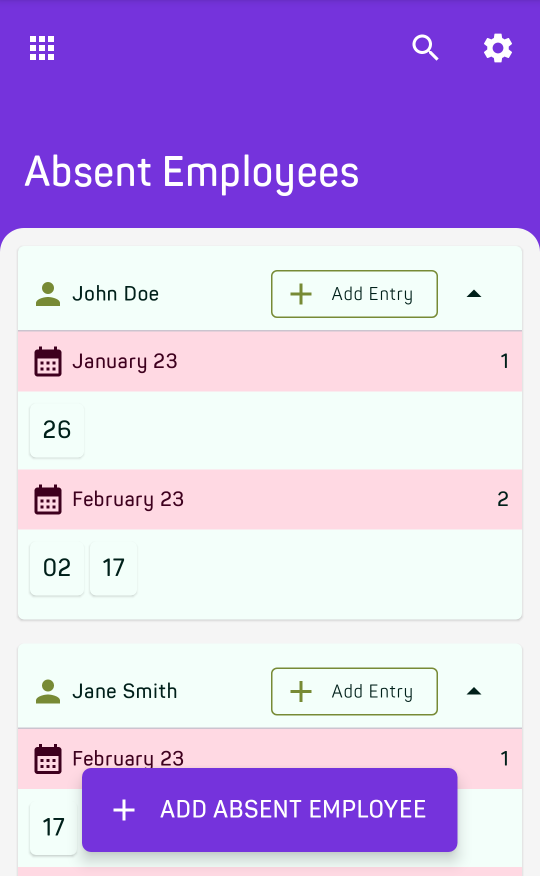 Absent Employees
John Doe
Add Entry
January 23
1
26
February 23
2
02
17
Jane Smith
Add Entry
February 23
1
17
ADD ABSENT EMPLOYEE